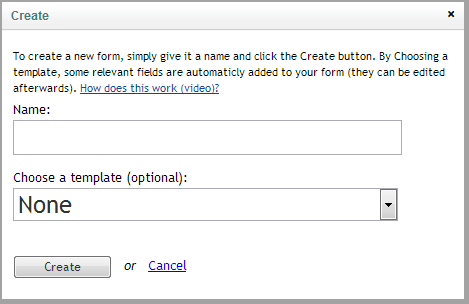 Create
To create a new form, simply give it a name and click the Create button. By Choosing a
template, some relevant fields are automaticly added to your form (they can be edited
afterwards). How does this work (video)?
Name:
Choose a template (optional):
None
Create or Cancel